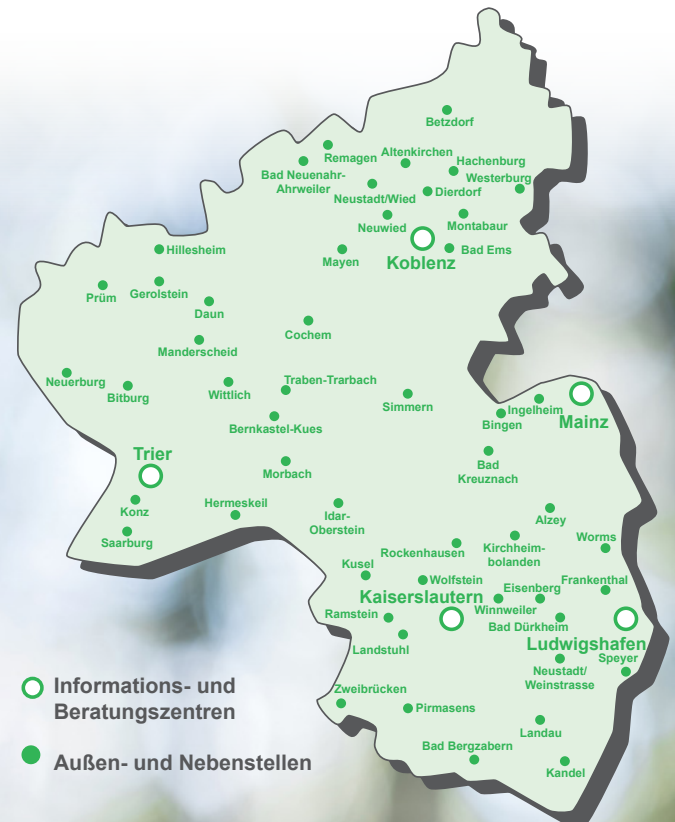 Betzdorf
Remagen
Altenkirchen
Bad Neuenahr-
Ahrweiler
Hachenburg
Westerburg
Neustadt/Wied
Dierdorf
Neuwied
Montabaur
Hillesheim
Mayen
Koblenz
Bad Ems
Prüm
Gerolstein
Daun
Cochem
Manderscheid
Neuerburg
Bitburg
Wittlich
Traben-Trarbach
Simmern
Ingelheim
Bingen
Mainz
Bernkastel-Kues
Trier
Morbach
Bad
Kreuznach
Konz
Hermeskeil
Idar-
Oberstein
Alzey
Saarburg
Rockenhausen
Kirchheim-
bolanden
Worms
Kusel
Wolfstein
Eisenberg
Frankenthal
Kaiserslautern
Winnweiler
Ramstein
Bad Dürkheim
Landstuhl
Ludwigshafen
Speyer
Neustadt/
Weinstrasse
Zweibrücken
Pirmasens
Landau
Bad Bergzabern
Kandel
Informations- und
Beratungszentren
Außen- und Nebenstellen